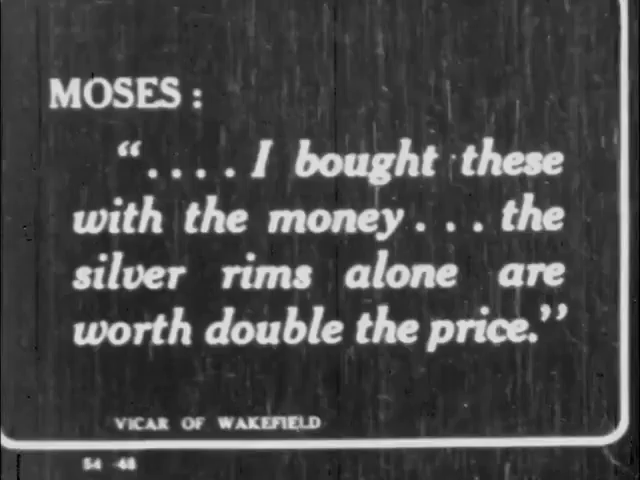 MOSES :
“ . . . . I bought these
with the money . . . the
silver rims alone are
worth double the price.”
VICAR OF WAKEFIELD
54 48